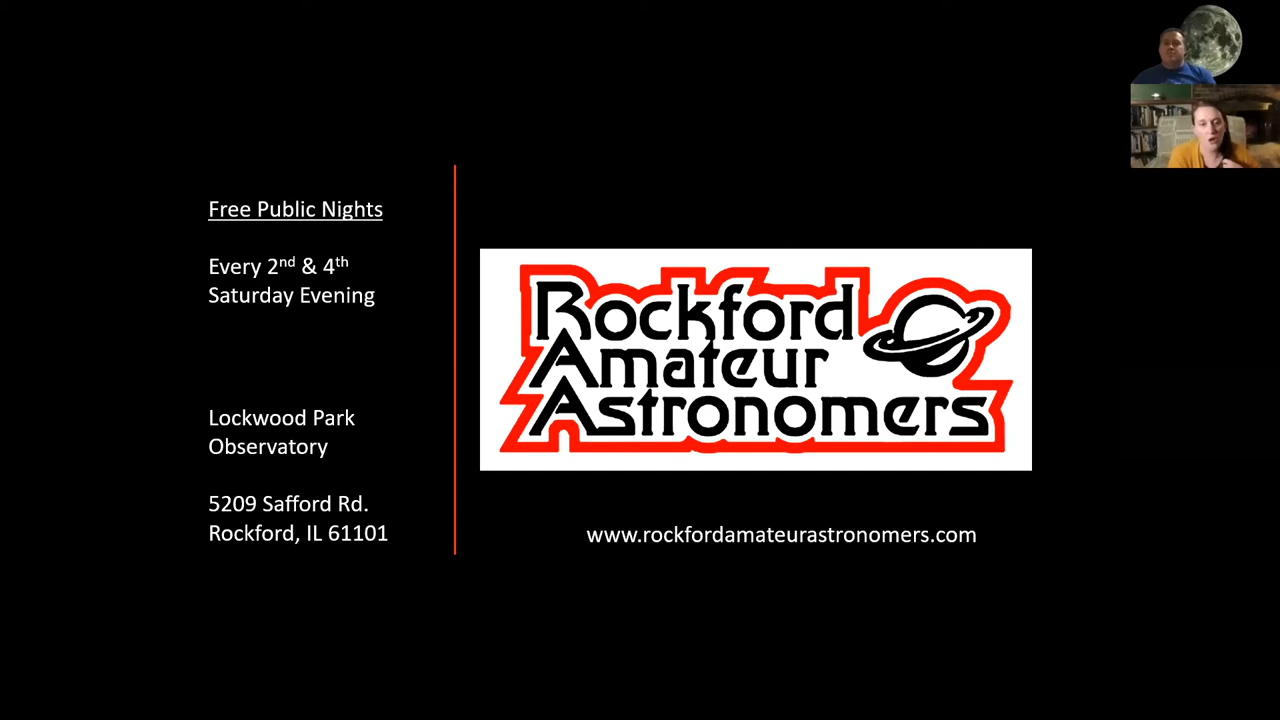 Free Public Nights
Every 2nd & 4th
Saturday Evening
Lockwood Park
Observatory
5209 Safford Rd.
Rockford, IL 61101
Rockford
Amateur
Astronomers
www.rockfordamateurastronomers.com